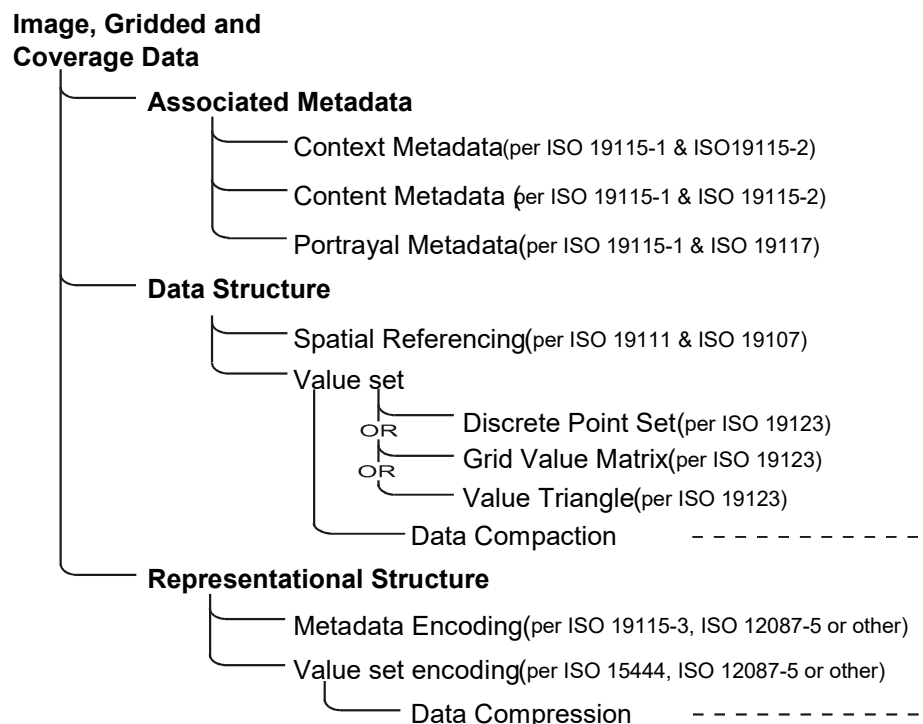 Image, Gridded and
Coverage Data
Associated Metadata
Context Metadata(per ISO 19115-1 & ISO19115-2)
Content Metadata (per ISO 19115-1 & ISO 19115-2)
Portrayal Metadata(per ISO 19115-1 & ISO 19117)
Data Structure
Spatial Referencing(per ISO 19111 & ISO 19107)
Value set
Discrete Point Set(per ISO 19123)
OR
Grid Value Matrix(per ISO 19123)
OR
Value Triangle(per ISO 19123)
Data Compaction
Representational Structure
Metadata Encoding(per ISO 19115-3, ISO 12087-5 or other)
Value set encoding(per ISO 15444, ISO 12087-5 or other)
Data Compression